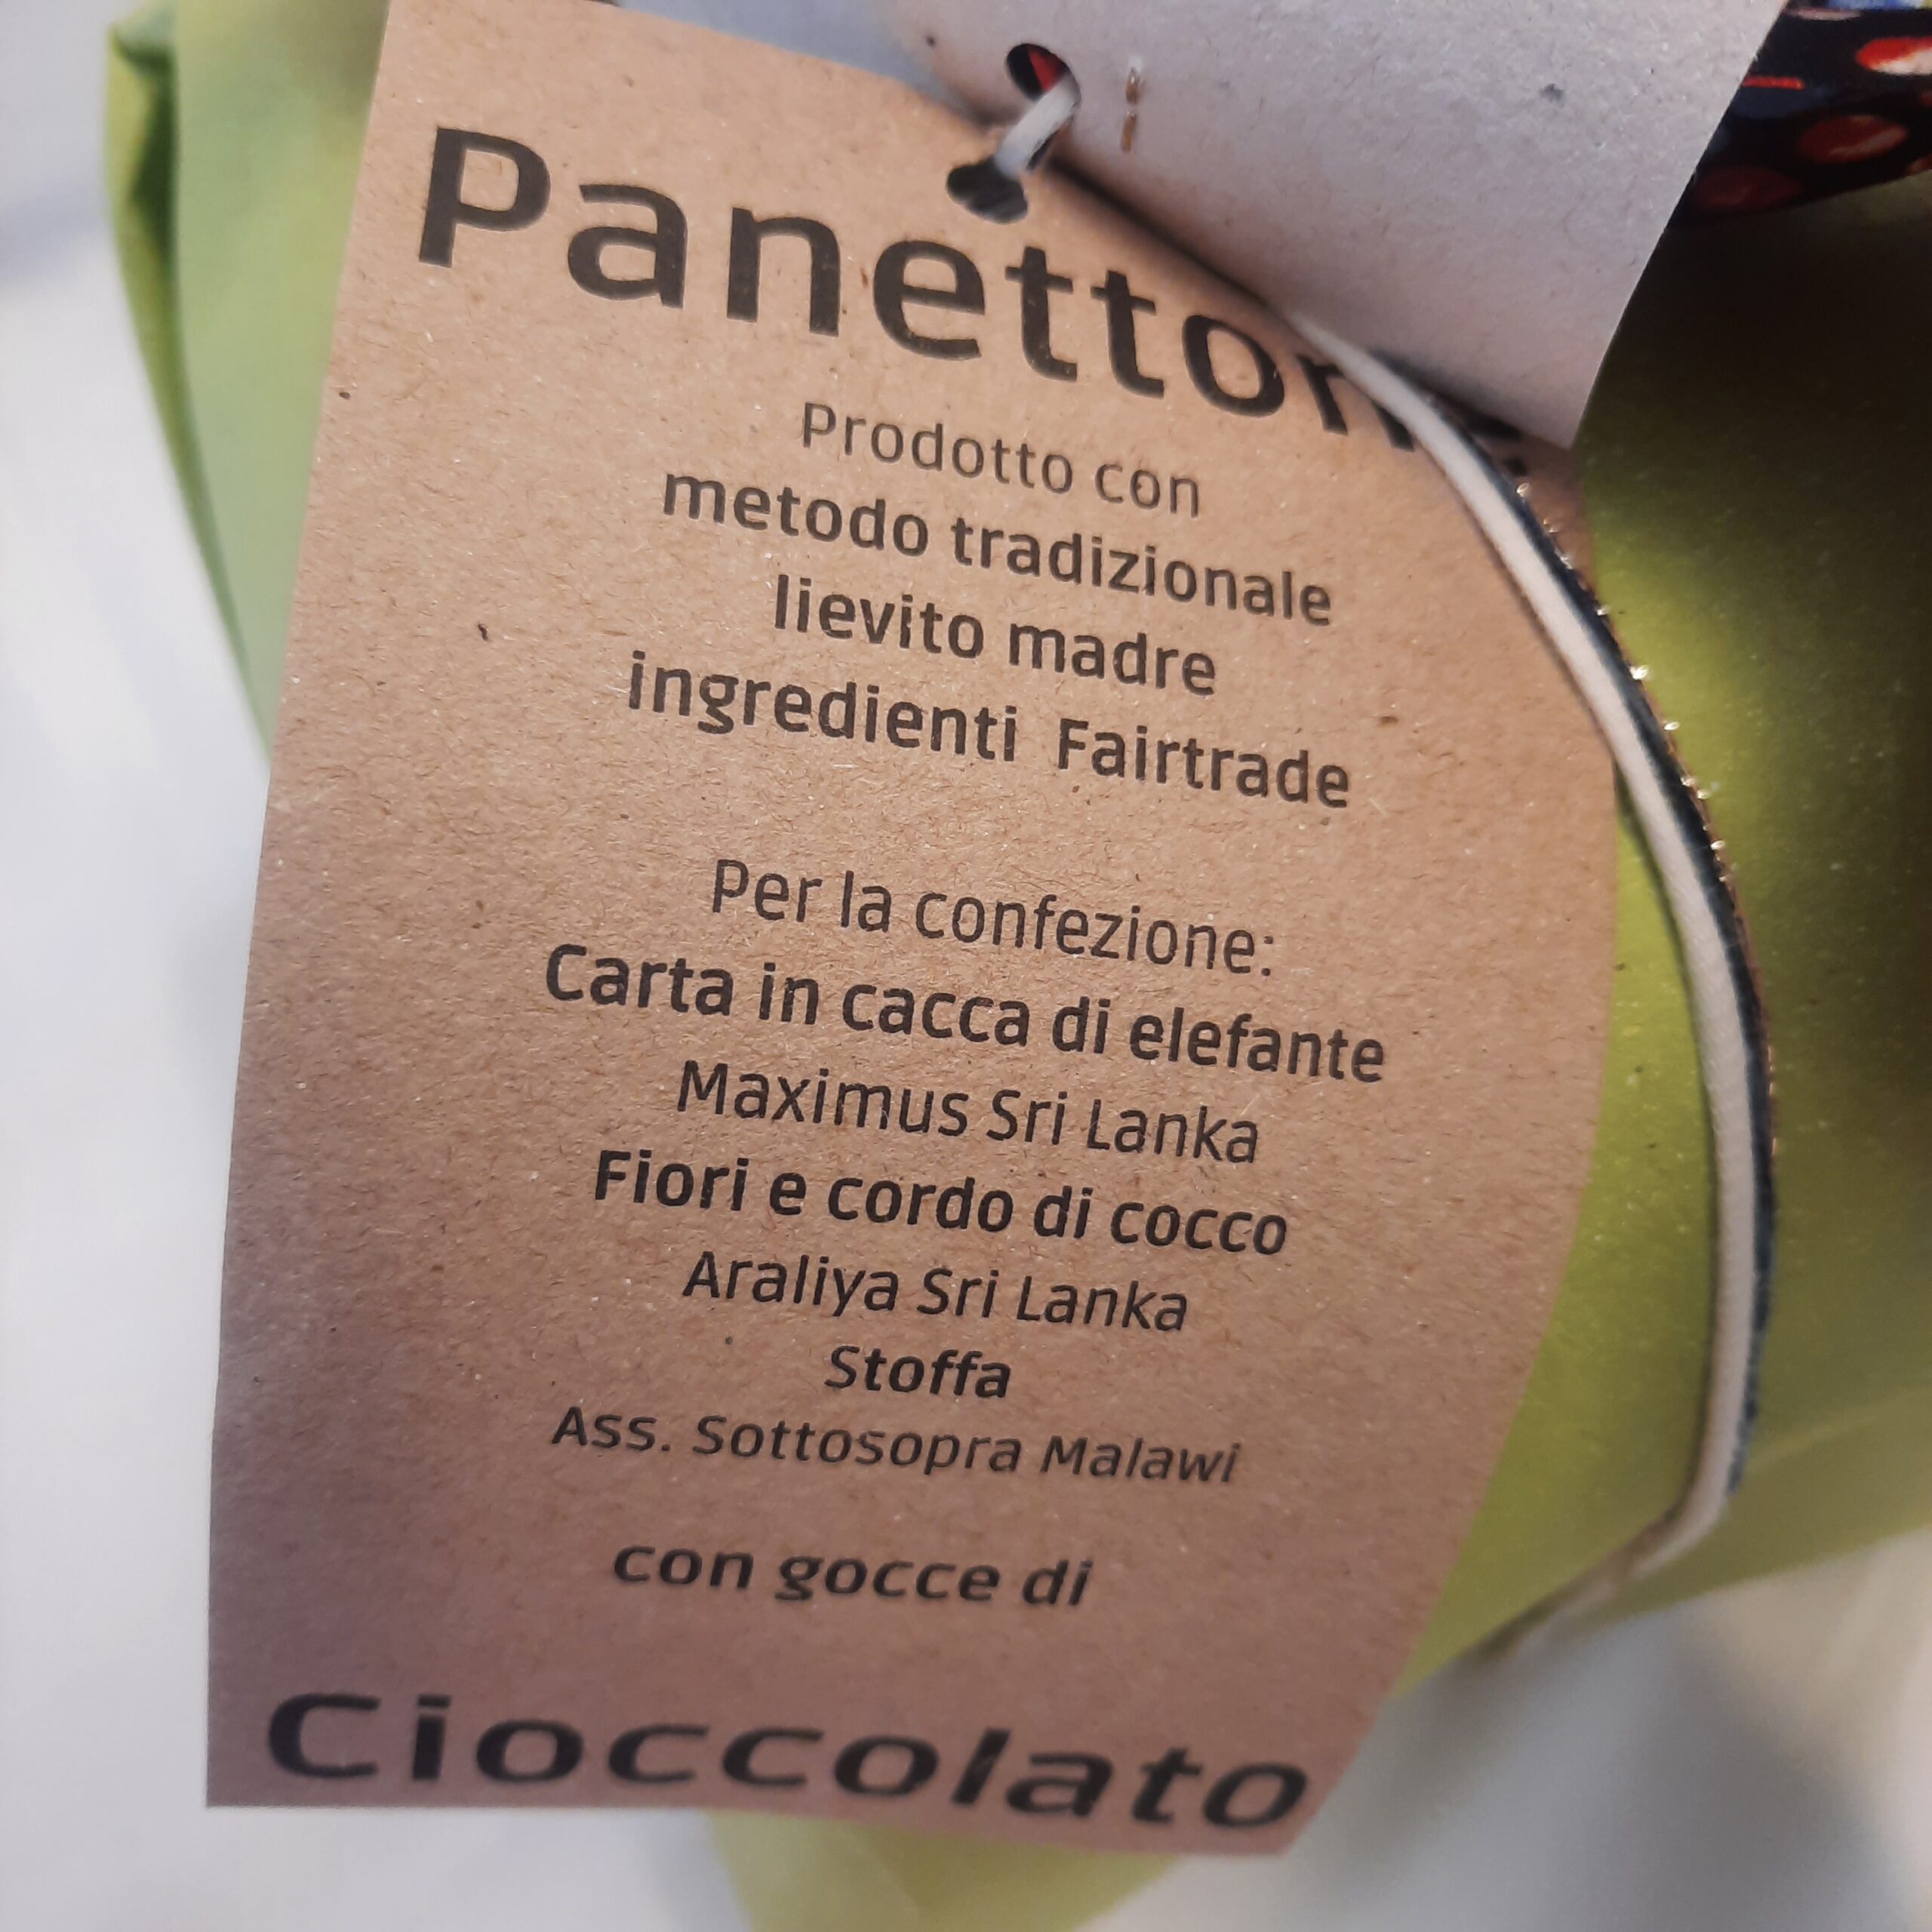 Panettone
Prodotto con
metodo tradizionale
lievito madre
ingredienti Fairtrade
Per la confezione:
Carta in cacca di elefante
Maximus Sri Lanka
Fiori e cordo di cocco
Araliya Sri Lanka
Stoffa
Ass. Sottosopra Malawi
con gocce di
Cioccolato